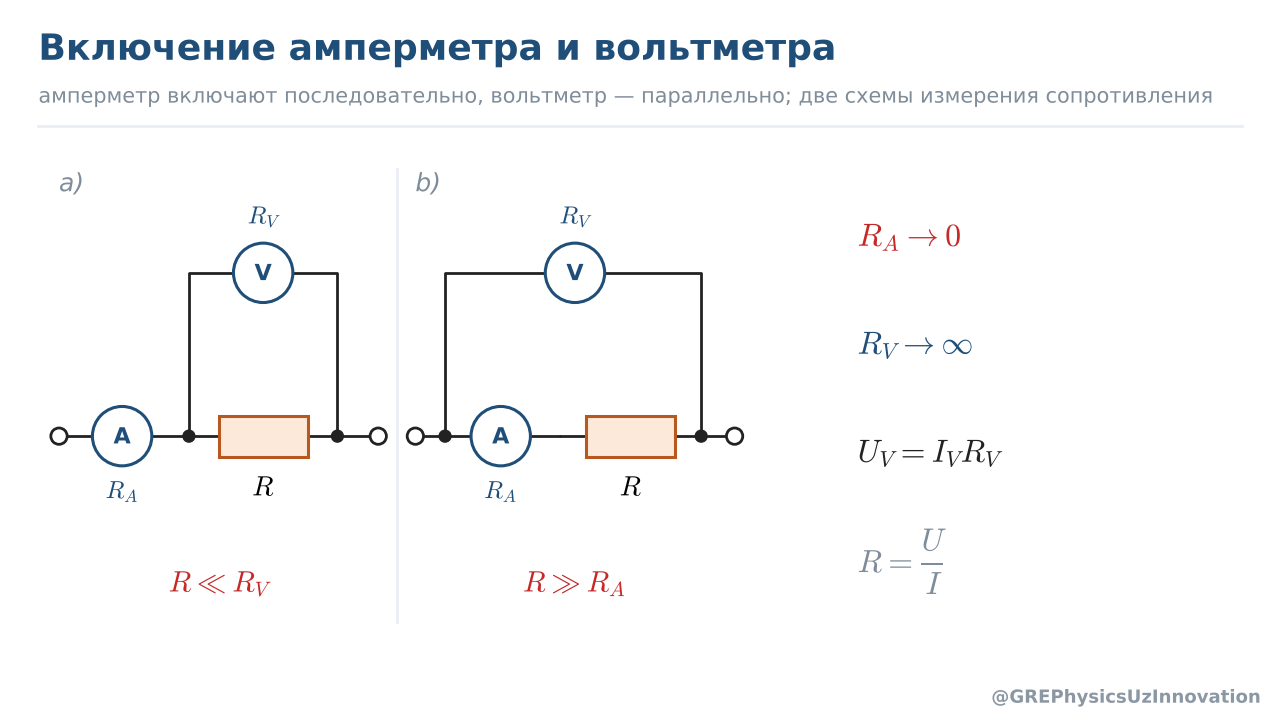 Включение амперметра и вольтметра
амперметр включают последовательно, вольтметр — параллельно; две схемы измерения сопротивления
a)
R_V
V
A
R_A
R
R ≪ R_V
b)
R_V
V
A
R_A
R
R ≫ R_A
R_A → 0
R_V → ∞
U_V = I_V R_V
R = U / I
@GREPhysicsUzInnovation